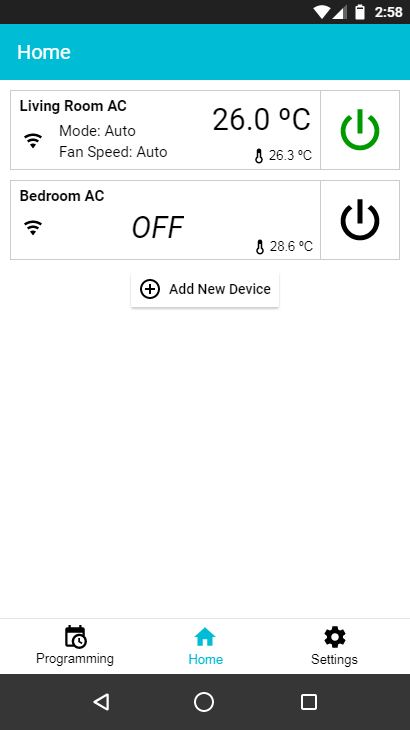 2:58
Home
Living Room AC
Mode: Auto
Fan Speed: Auto
26.0 ºC
26.3 ºC
Bedroom AC
OFF
28.6 ºC
Add New Device
Programming
Home
Settings